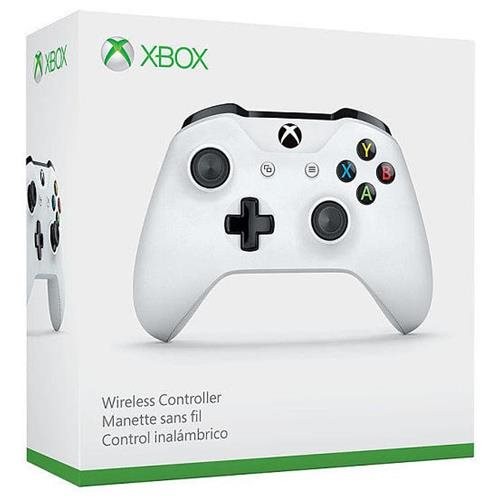 XBOX
Y
X
B
A
Wireless Controller
Manette sans fil
Control inalámbrico
XBOX